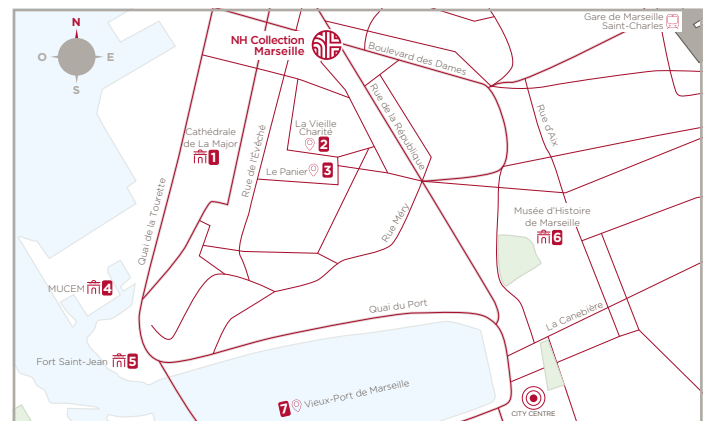 N
O
E
S
NH Collection
Marseille
Gare de Marseille
Saint-Charles
Boulevard des Dames
Rue de la République
Rue d'Aix
La Vieille
Charité
2
Cathédrale
de La Major
1
Rue de l'Evêché
Le Panier
3
Quai de la Tourette
Rue Méry
Musée d'Histoire
de Marseille
6
MUCEM
4
Quai du Port
La Canebière
Fort Saint-Jean
5
7
Vieux-Port de Marseille
CITY CENTRE